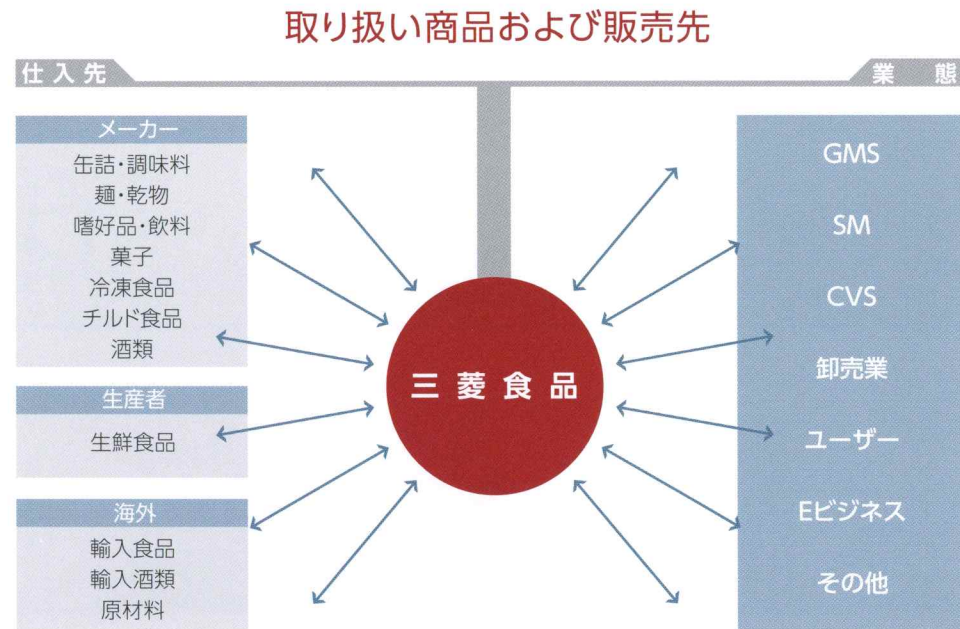 取り扱い商品および販売先
仕入先
業態
メーカー
缶詰・調味料
麺・乾物
嗜好品・飲料
菓子
冷凍食品
チルド食品
酒類
生産者
生鮮食品
海外
輸入食品
輸入酒類
原材料
三菱食品
GMS
SM
CVS
卸売業
ユーザー
Eビジネス
その他